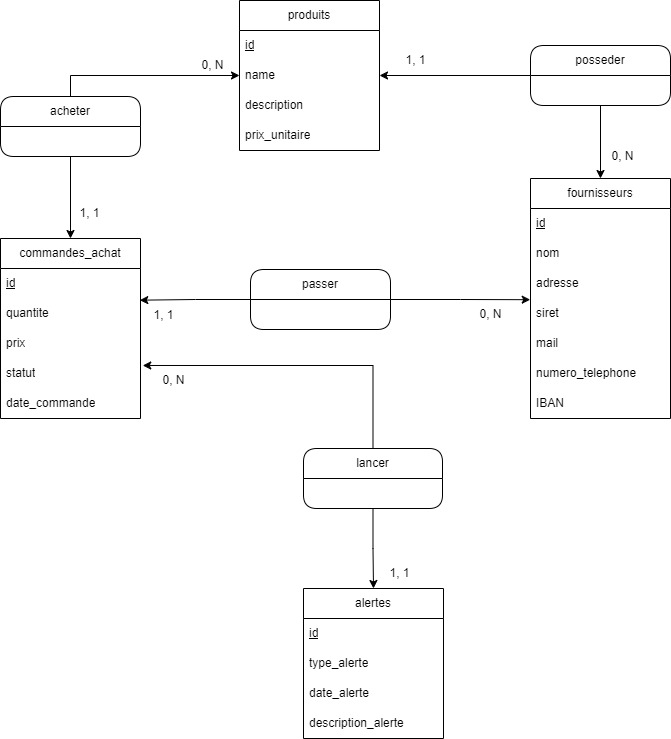 produits
id
name
description
prix_unitaire
0, N
1, 1
posseder
acheter
0, N
1, 1
fournisseurs
id
nom
adresse
siret
mail
numero_telephone
IBAN
commandes_achat
id
quantite
prix
statut
date_commande
passer
1, 1
0, N
0, N
lancer
1, 1
alertes
id
type_alerte
date_alerte
description_alerte